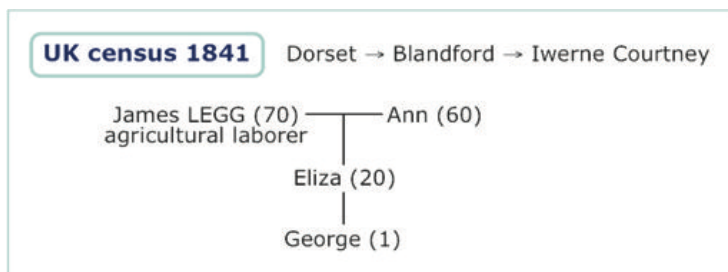 UK census 1841 Dorset → Blandford → Iwerne Courtney
James LEGG (70) Ann (60)
agricultural laborer
Eliza (20)
George (1)